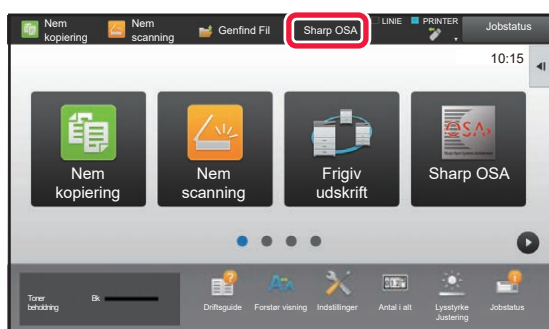 Nem kopiering
Nem scanning
Genfind Fil
Sharp OSA
LINIE
PRINTER
Jobstatus
10:15
Nem kopiering
Nem scanning
Frigiv udskrift
OSA
Sharp OSA
Toner beholdning
Bk
Driftsguide
Forstør visning
Indstillinger
Antal i alt
Lysstyrke Justering
Jobstatus